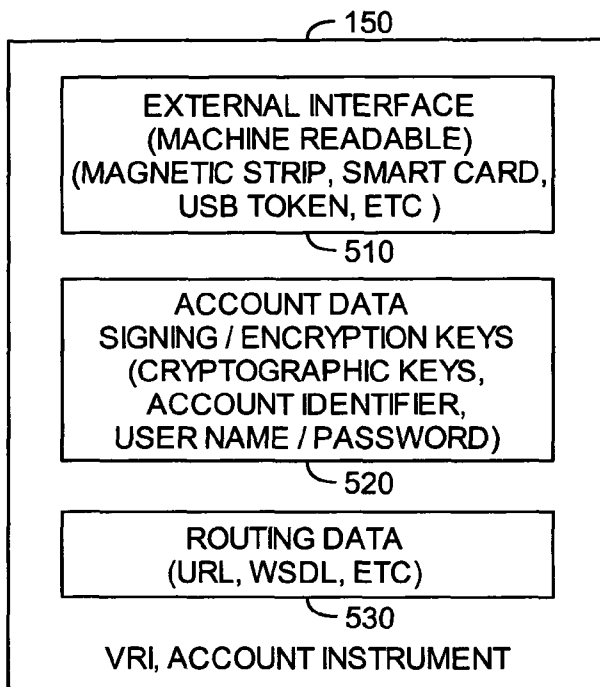 150
EXTERNAL INTERFACE
(MACHINE READABLE)
(MAGNETIC STRIP, SMART CARD,
USB TOKEN, ETC )
510
ACCOUNT DATA
SIGNING / ENCRYPTION KEYS
(CRYPTOGRAPHIC KEYS,
ACCOUNT IDENTIFIER,
USER NAME / PASSWORD)
520
ROUTING DATA
(URL, WSDL, ETC)
530
VRI, ACCOUNT INSTRUMENT